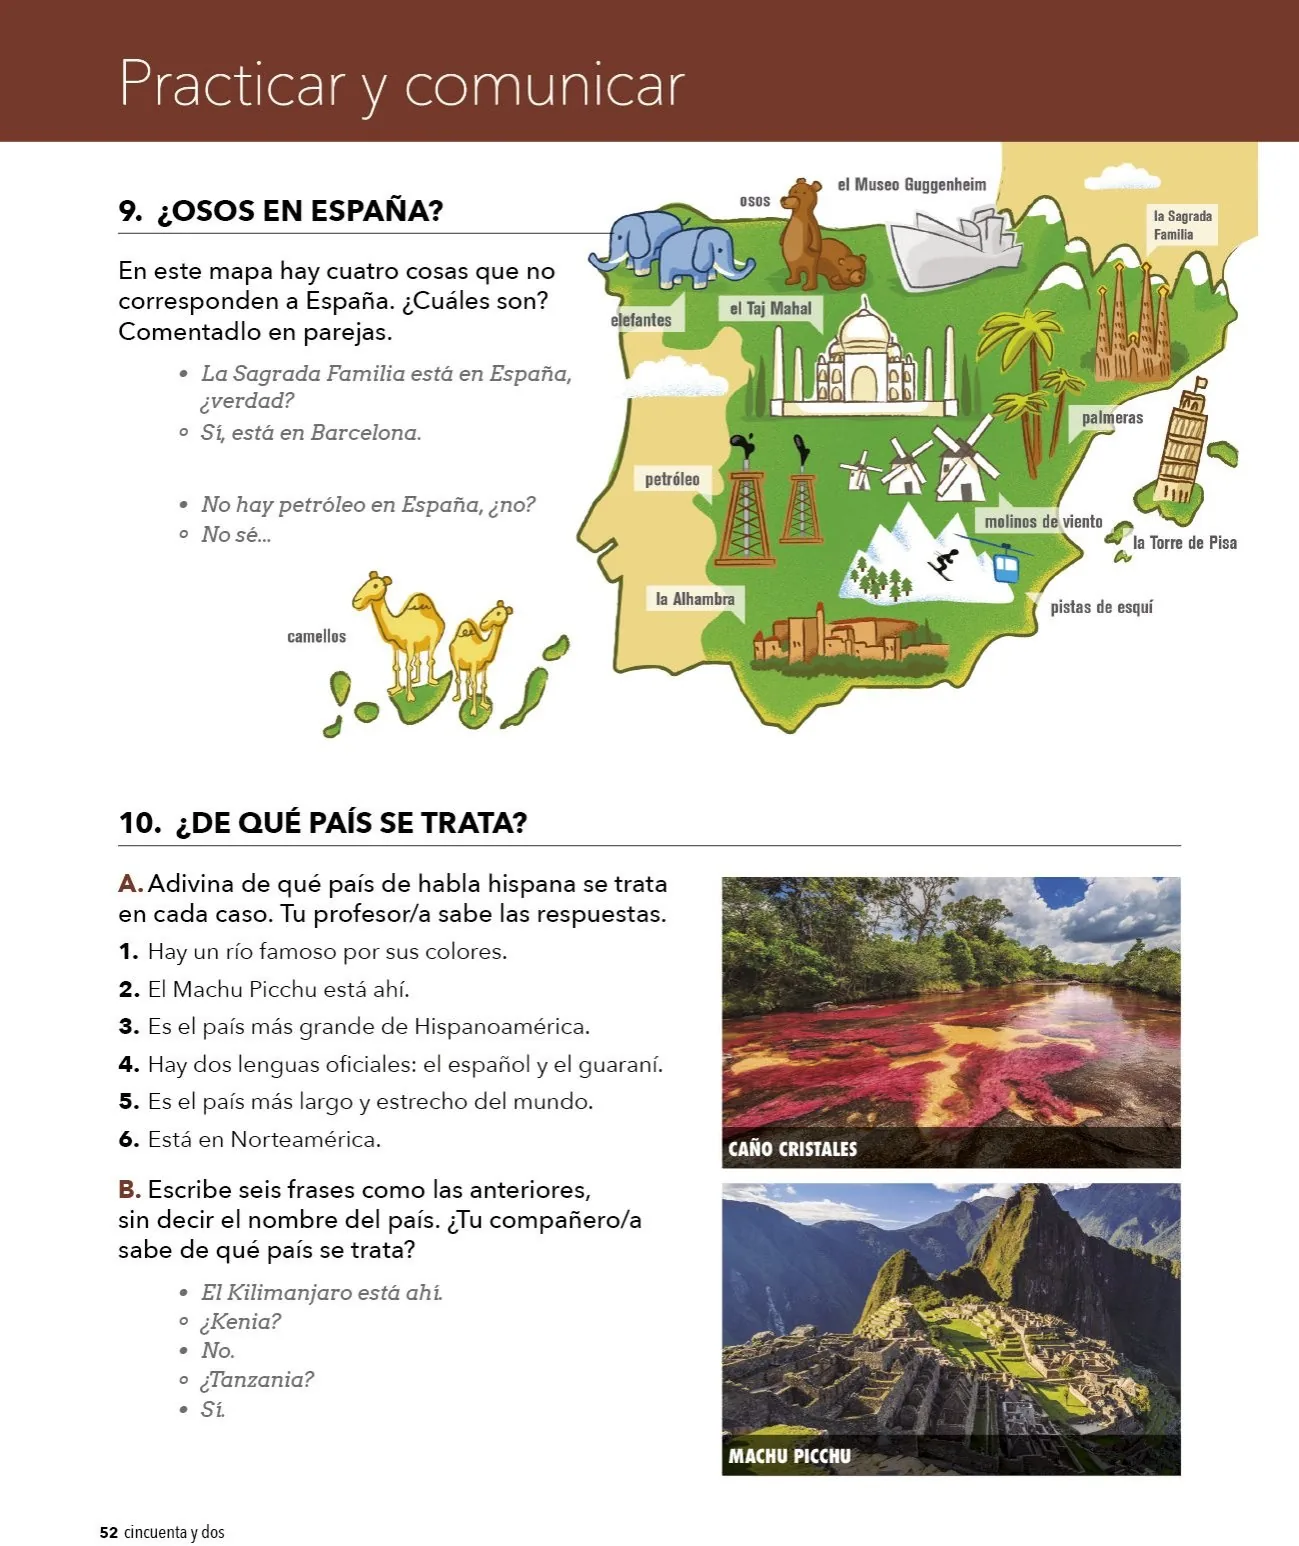 Practicar y comunicar
9. ¿OSOS EN ESPAÑA?
En este mapa hay cuatro cosas que no
corresponden a España. ¿Cuáles son?
Comentadlo en parejas.
• La Sagrada Familia está en España,
¿verdad?
○ Sí, está en Barcelona.
• No hay petróleo en España, ¿no?
○ No sé...
osos
el Museo Guggenheim
la Sagrada
Familia
elefantes
el Taj Mahal
palmeras
petróleo
molinos de viento
la Torre de Pisa
la Alhambra
pistas de esquí
camellos
10. ¿DE QUÉ PAÍS SE TRATA?
A. Adivina de qué país de habla hispana se trata
en cada caso. Tu profesor/a sabe las respuestas.
1. Hay un río famoso por sus colores.
2. El Machu Picchu está ahí.
3. Es el país más grande de Hispanoamérica.
4. Hay dos lenguas oficiales: el español y el guaraní.
5. Es el país más largo y estrecho del mundo.
6. Está en Norteamérica.
B. Escribe seis frases como las anteriores,
sin decir el nombre del país. ¿Tu compañero/a
sabe de qué país se trata?
• El Kilimanjaro está ahí.
○ ¿Kenia?
• No.
○ ¿Tanzania?
• Sí.
CAÑO CRISTALES
MACHU PICCHU
52 cincuenta y dos